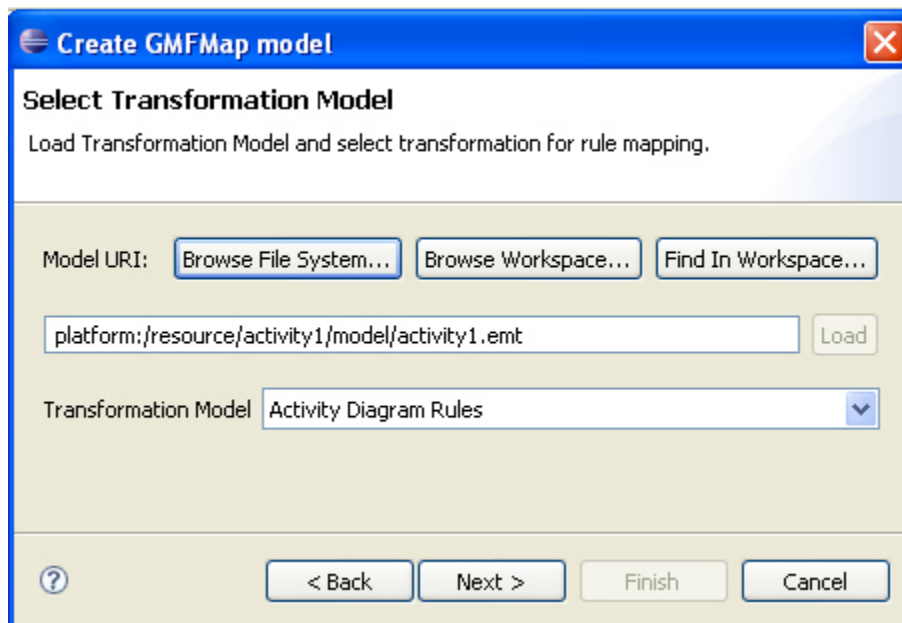 Create GMFMap model
Select Transformation Model
Load Transformation Model and select transformation for rule mapping.
Model URI: Browse File System... Browse Workspace... Find In Workspace...
platform:/resource/activity1/model/activity1.emt Load
Transformation Model Activity Diagram Rules
? < Back Next > Finish Cancel